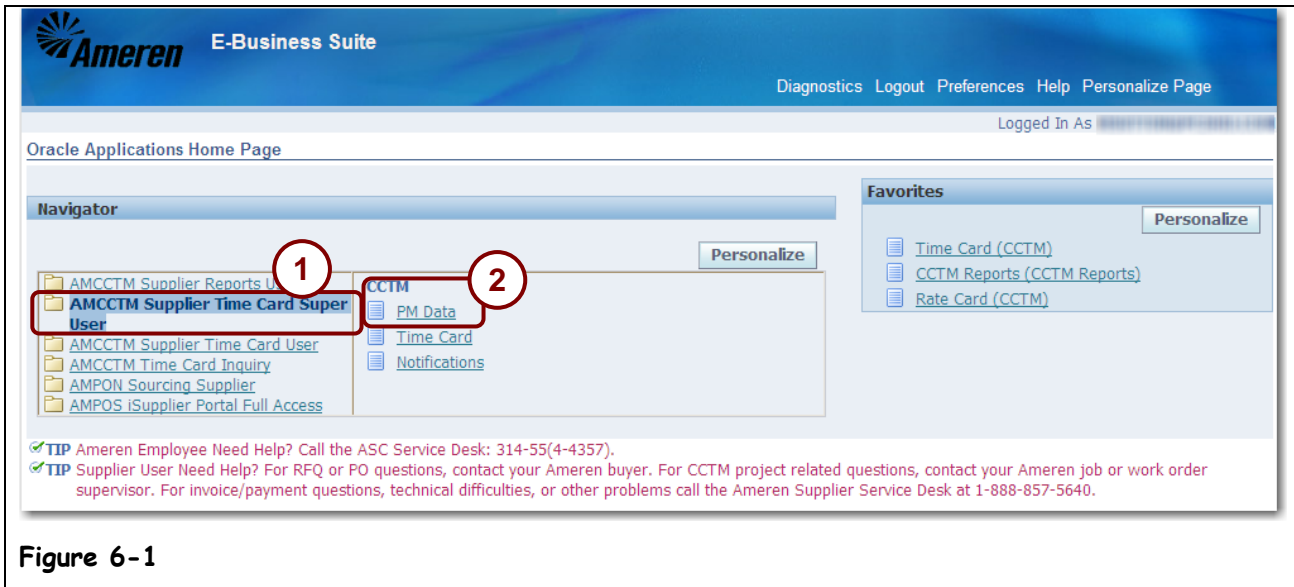 Ameren
E-Business Suite
Diagnostics Logout Preferences Help Personalize Page
Logged In As
Oracle Applications Home Page
Navigator
Personalize
1
AMCCTM Supplier Reports
AMCCTM Supplier Time Card Super
User
AMCCTM Supplier Time Card User
AMCCTM Time Card Inquiry
AMPON Sourcing Supplier
AMPOS iSupplier Portal Full Access
CCTM
2
PM Data
Time Card
Notifications
Favorites
Personalize
Time Card (CCTM)
CCTM Reports (CCTM Reports)
Rate Card (CCTM)
TIP Ameren Employee Need Help? Call the ASC Service Desk: 314-55(4-4357).
TIP Supplier User Need Help? For RFQ or PO questions, contact your Ameren buyer. For CCTM project related questions, contact your Ameren job or work order
supervisor. For invoice/payment questions, technical difficulties, or other problems call the Ameren Supplier Service Desk at 1-888-857-5640.
Figure 6-1